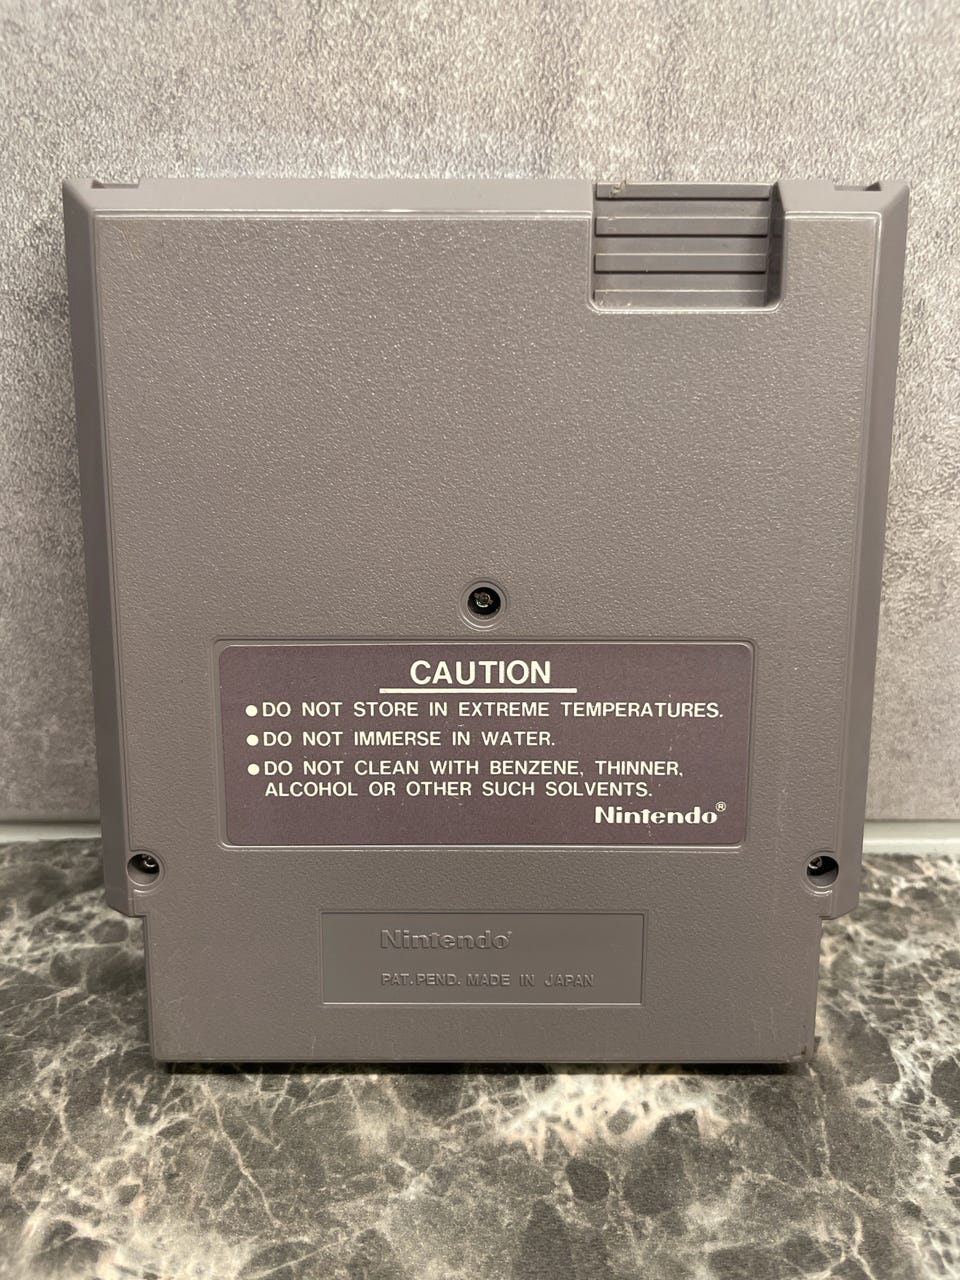 CAUTION
●DO NOT STORE IN EXTREME TEMPERATURES.
●DO NOT IMMERSE IN WATER.
●DO NOT CLEAN WITH BENZENE, THINNER,
ALCOHOL OR OTHER SUCH SOLVENTS.
Nintendo®
Nintendo®
PAT.PEND. MADE IN JAPAN